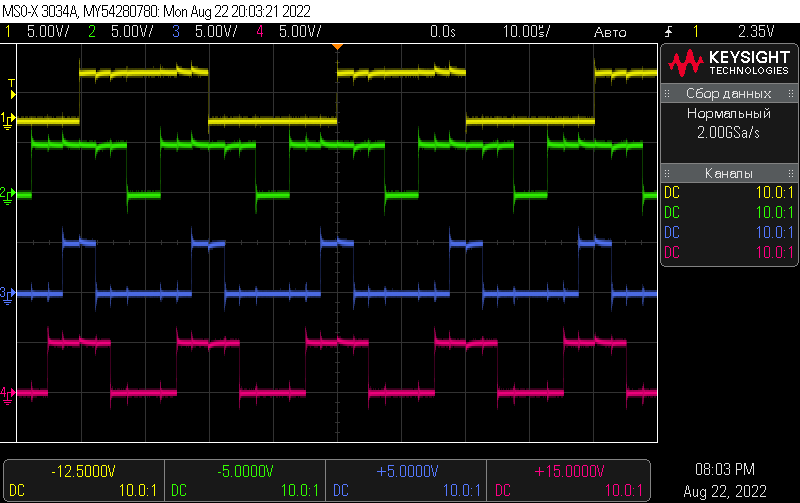 MSO-X 3034A, MY54280780: Mon Aug 22 20:03:21 2022
1 5.00V/ 2 5.00V/ 3 5.00V/ 4 5.00V/ 0.0s 10.00s/ Авто 1 2.35V
KEYSIGHT
TECHNOLOGIES
Сбор данных
Нормальный
2.00GSa/s
Каналы
DC 10.0:1
DC 10.0:1
DC 10.0:1
DC 10.0:1
T
1
2
3
4
-12.5000V -5.0000V +5.0000V +15.0000V
DC 10.0:1 DC 10.0:1 DC 10.0:1 DC 10.0:1
08:03 PM
Aug 22, 2022